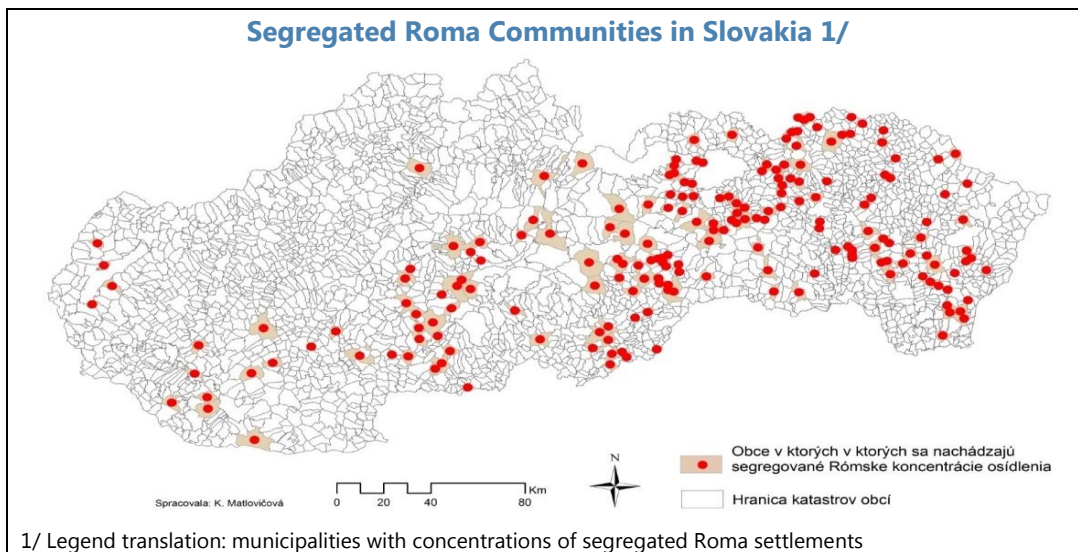 Segregated Roma Communities in Slovakia 1/
Obce v ktorých v ktorých sa nachádzajú
segregované Rómske koncentrácie osídlenia
Hranica katastrov obcí
N
Km
0 10 20 40 80
Spracovala: K. Matlovičová
1/ Legend translation: municipalities with concentrations of segregated Roma settlements